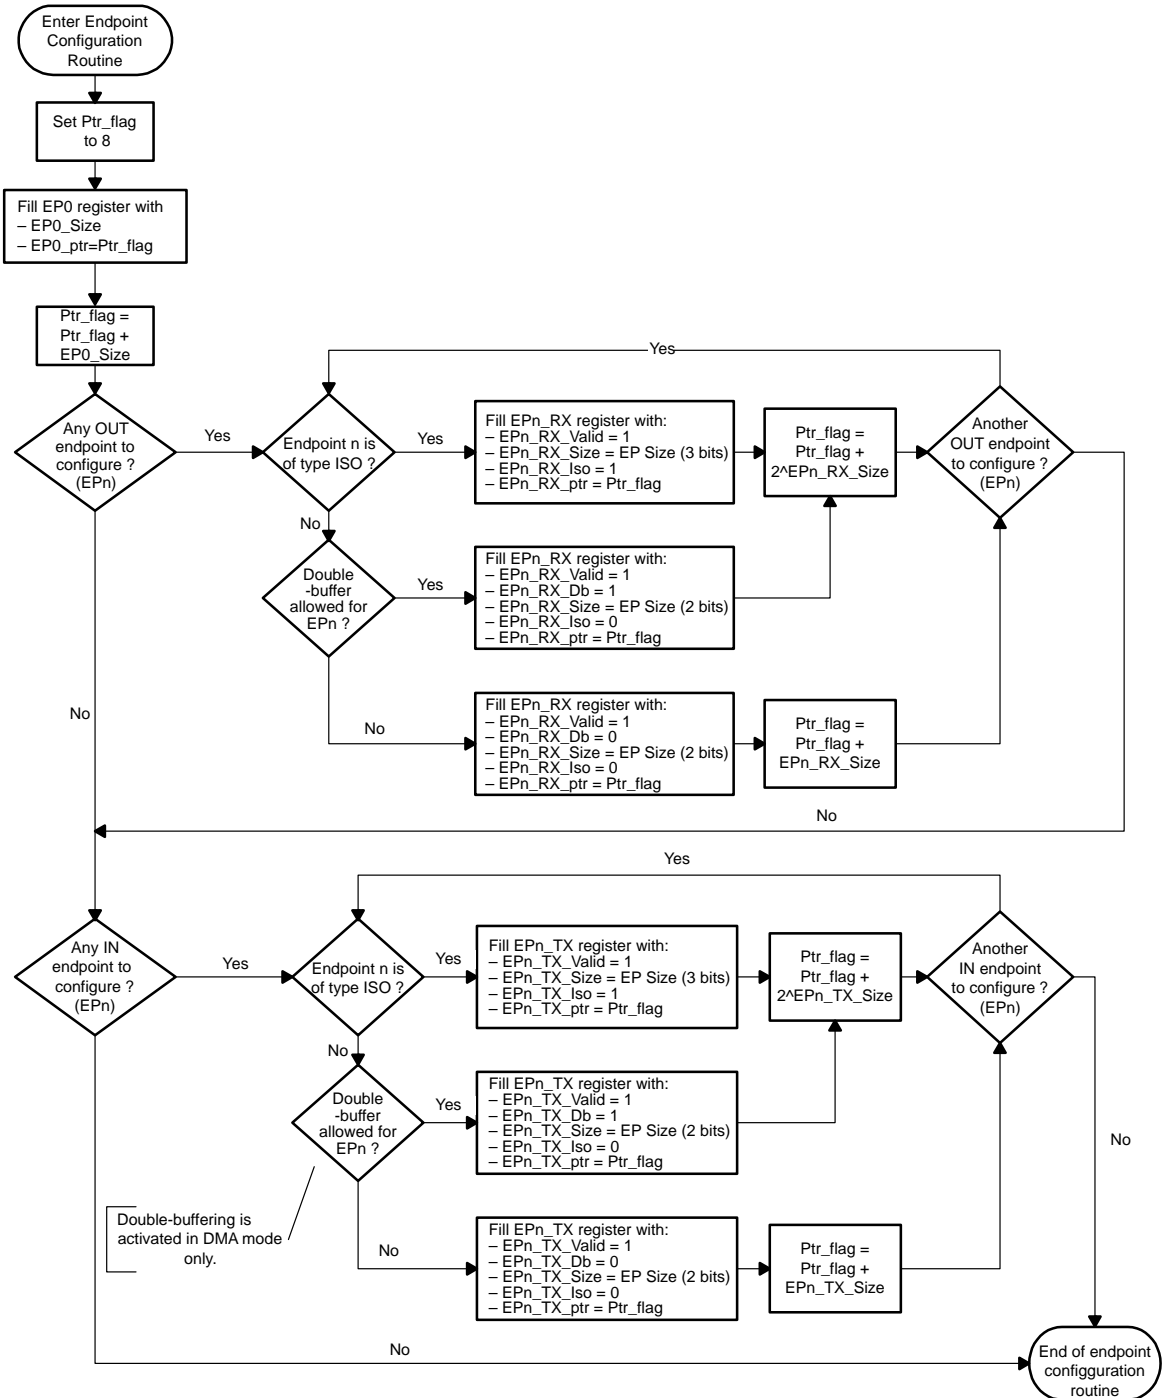 Enter Endpoint
Configuration
Routine
Set Ptr_flag
to 8
Fill EP0 register with
– EP0_Size
– EP0_ptr=Ptr_flag
Ptr_flag =
Ptr_flag +
EP0_Size
Any OUT
endpoint to
configure ?
(EPn)
Yes
No
Endpoint n is
of type ISO ?
Yes
No
Fill EPn_RX register with:
– EPn_RX_Valid = 1
– EPn_RX_Size = EP Size (3 bits)
– EPn_RX_Iso = 1
– EPn_RX_ptr = Ptr_flag
Ptr_flag =
Ptr_flag +
2^EPn_RX_Size
Another
OUT endpoint
to configure ?
(EPn)
Yes
No
Double
-buffer
allowed for
EPn ?
Yes
No
Fill EPn_RX register with:
– EPn_RX_Valid = 1
– EPn_RX_Db = 1
– EPn_RX_Size = EP Size (2 bits)
– EPn_RX_Iso = 0
– EPn_RX_ptr = Ptr_flag
Fill EPn_RX register with:
– EPn_RX_Valid = 1
– EPn_RX_Db = 0
– EPn_RX_Size = EP Size (2 bits)
– EPn_RX_Iso = 0
– EPn_RX_ptr = Ptr_flag
Ptr_flag =
Ptr_flag +
EPn_RX_Size
Any IN
endpoint to
configure ?
(EPn)
Yes
No
Endpoint n is
of type ISO ?
Yes
No
Fill EPn_TX register with:
– EPn_TX_Valid = 1
– EPn_TX_Size = EP Size (3 bits)
– EPn_TX_Iso = 1
– EPn_TX_ptr = Ptr_flag
Ptr_flag =
Ptr_flag +
2^EPn_TX_Size
Another
IN endpoint
to configure ?
(EPn)
Yes
No
Double
-buffer
allowed for
EPn ?
Yes
No
Fill EPn_TX register with:
– EPn_TX_Valid = 1
– EPn_TX_Db = 1
– EPn_TX_Size = EP Size (2 bits)
– EPn_TX_Iso = 0
– EPn_TX_ptr = Ptr_flag
Double-buffering is
activated in DMA mode
only.
Fill EPn_TX register with:
– EPn_TX_Valid = 1
– EPn_TX_Db = 0
– EPn_TX_Size = EP Size (2 bits)
– EPn_TX_Iso = 0
– EPn_TX_ptr = Ptr_flag
Ptr_flag =
Ptr_flag +
EPn_TX_Size
End of endpoint
configguration
routine